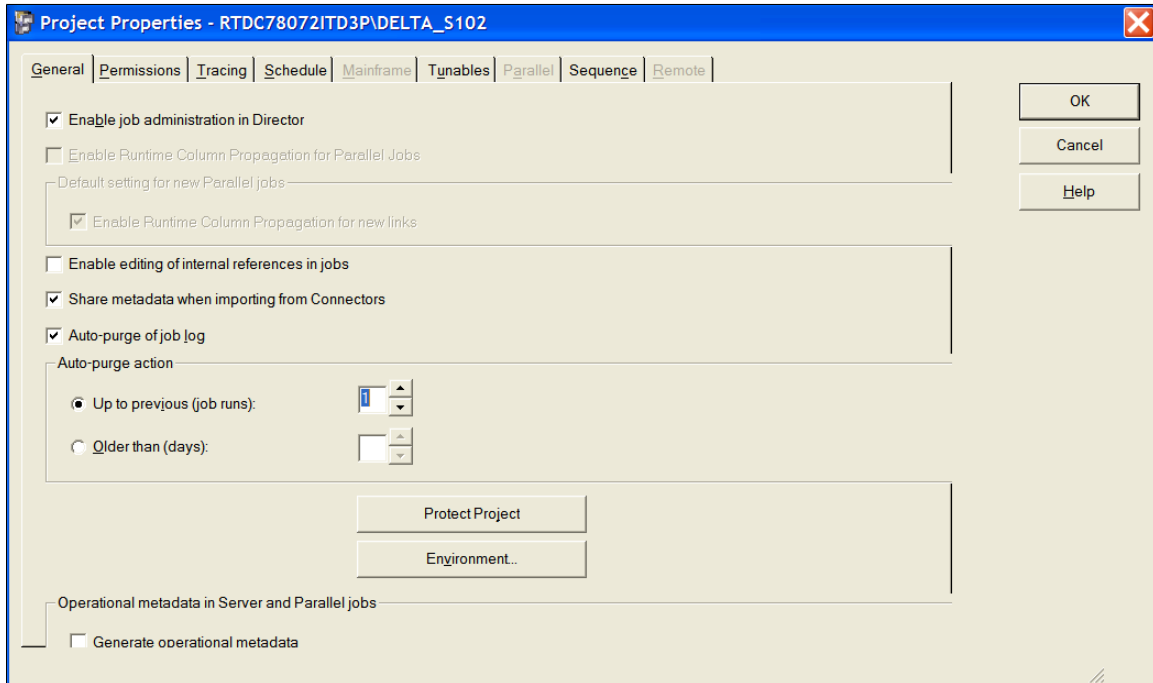 Project Properties - RTDC78072ITD3P\DELTA_S102
General Permissions Tracing Schedule Mainframe Tunables Parallel Sequence Remote
OK
Enable job administration in Director
Cancel
Enable Runtime Column Propagation for Parallel Jobs
Default setting for new Parallel jobs
Help
Enable Runtime Column Propagation for new links
Enable editing of internal references in jobs
Share metadata when importing from Connectors
Auto-purge of job log
Auto-purge action
Up to previous (job runs): 1
Older than (days):
Protect Project
Environment...
Operational metadata in Server and Parallel jobs
Generate operational metadata